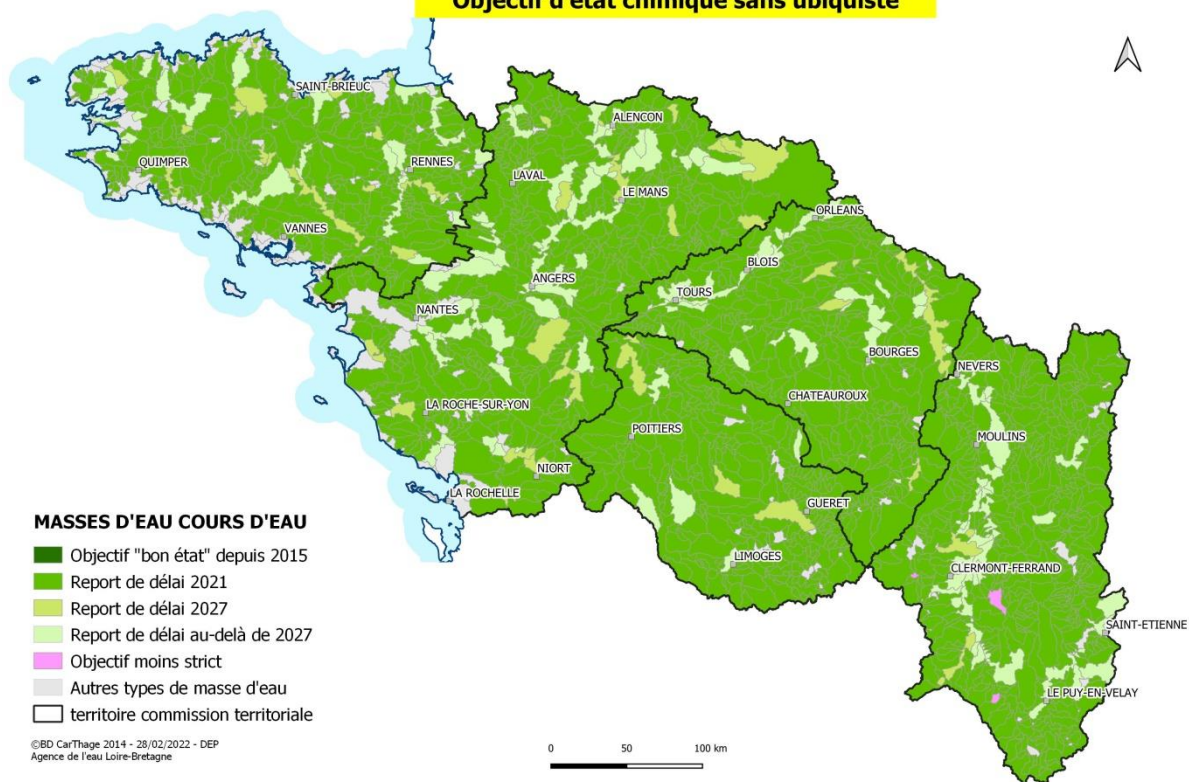 Objectif d'état chimique sans ubiquiste
SAINT-BRIEUC
ALENCON
QUIMPER
RENNES
LAVAL
LE MANS
ORLEANS
VANNES
BLOIS
ANGERS
TOURS
NANTES
BOURGES
NEVERS
CHATEAUROUX
LA ROCHE-SUR-YON
POITIERS
MOULINS
NIORT
LA ROCHELLE
GUERET
LIMOGES
CLERMONT-FERRAND
SAINT-ETIENNE
LE PUY-EN-VELAY
MASSES D'EAU COURS D'EAU
Objectif "bon état" depuis 2015
Report de délai 2021
Report de délai 2027
Report de délai au-delà de 2027
Objectif moins strict
Autres types de masse d'eau
territoire commission territoriale
©BD CarThage 2014 - 28/02/2022 - DEP
Agence de l'eau Loire-Bretagne
0 50 100 km